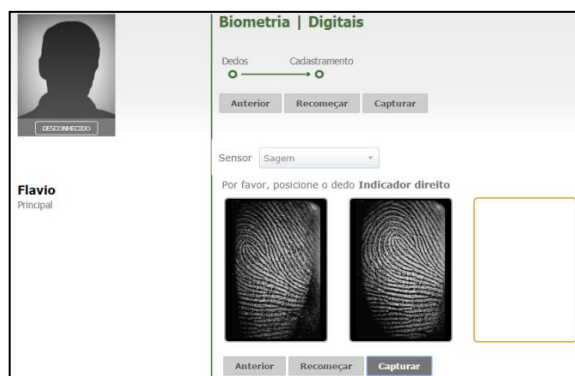 Biometria | Digitais
Dedos Cadastramento
Anterior Recomeçar Capturar
DESCONHECIDO
Sensor Sagem
Flavio
Principal
Por favor, posicione o dedo Indicador direito
Anterior Recomeçar Capturar